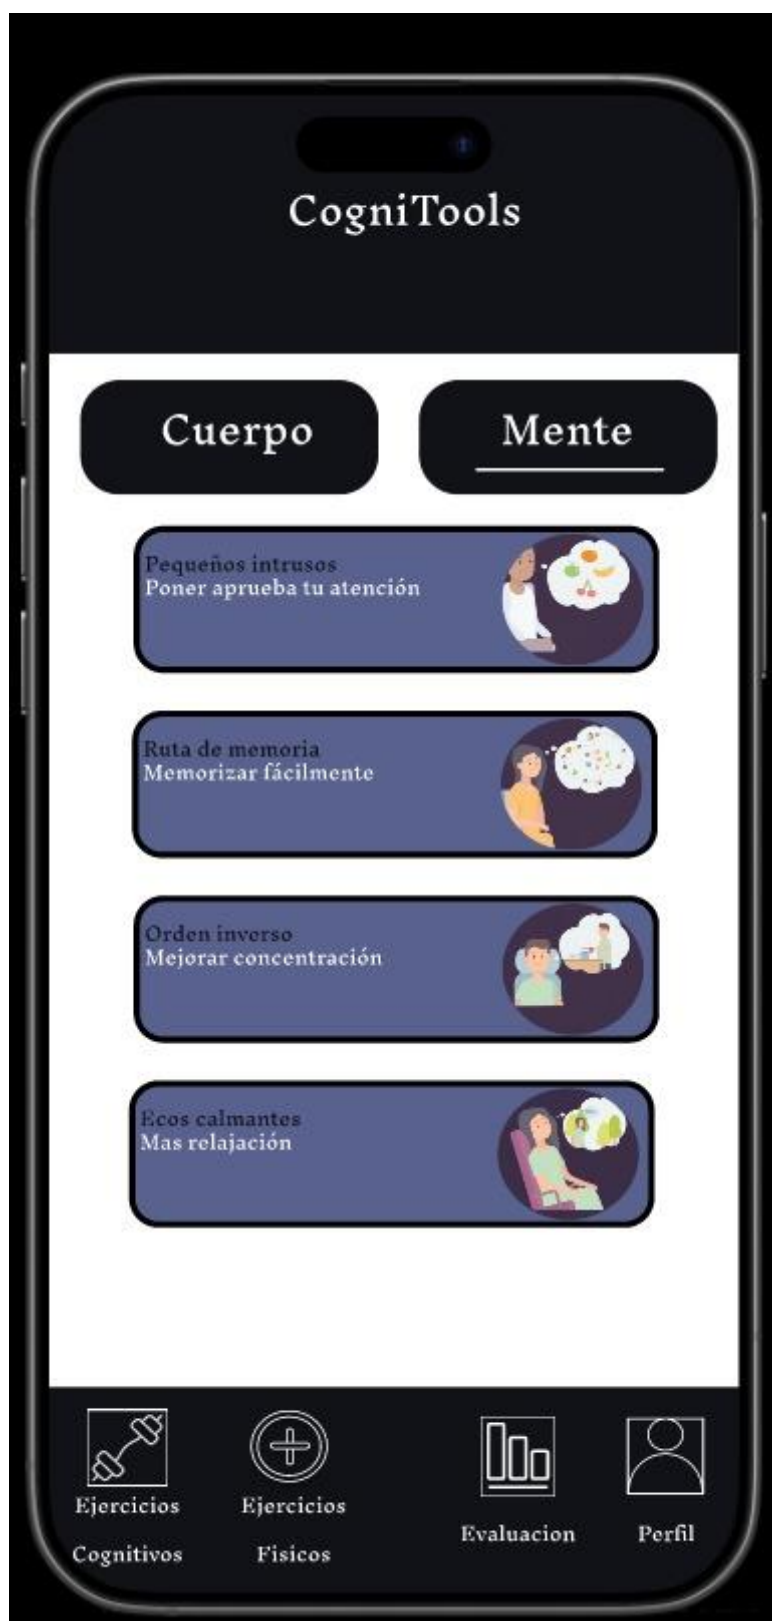 CogniTools
Cuerpo
Mente
Pequeños intrusos
Poner aprueba tu atención
Ruta de memoria
Memorizar fácilmente
Orden inverso
Mejorar concentración
Ecos calmantes
Mas relajación
Ejercicios
Cognitivos
Ejercicios
Fisicos
Evaluacion
Perfil